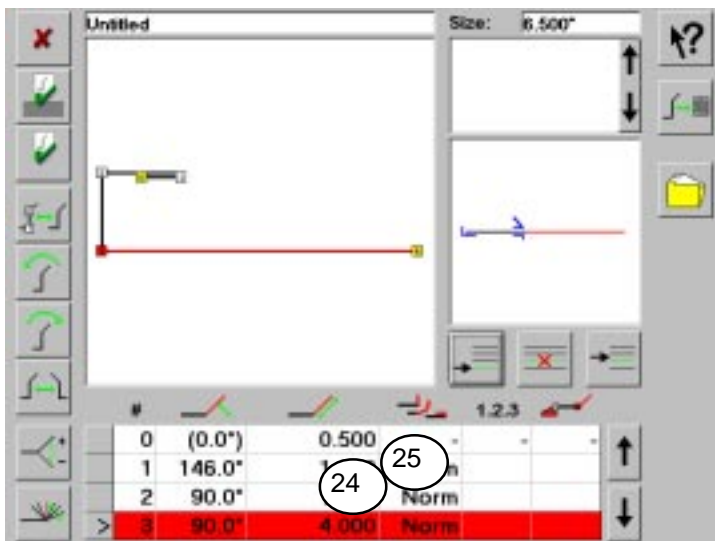 Untitled
Size: 6.500"
?
# 1.2.3
0 (0.0°) 0.500 - - -
1 146.0°
2 90.0° Norm
> 3 90.0° 4.000 Norm
25
24